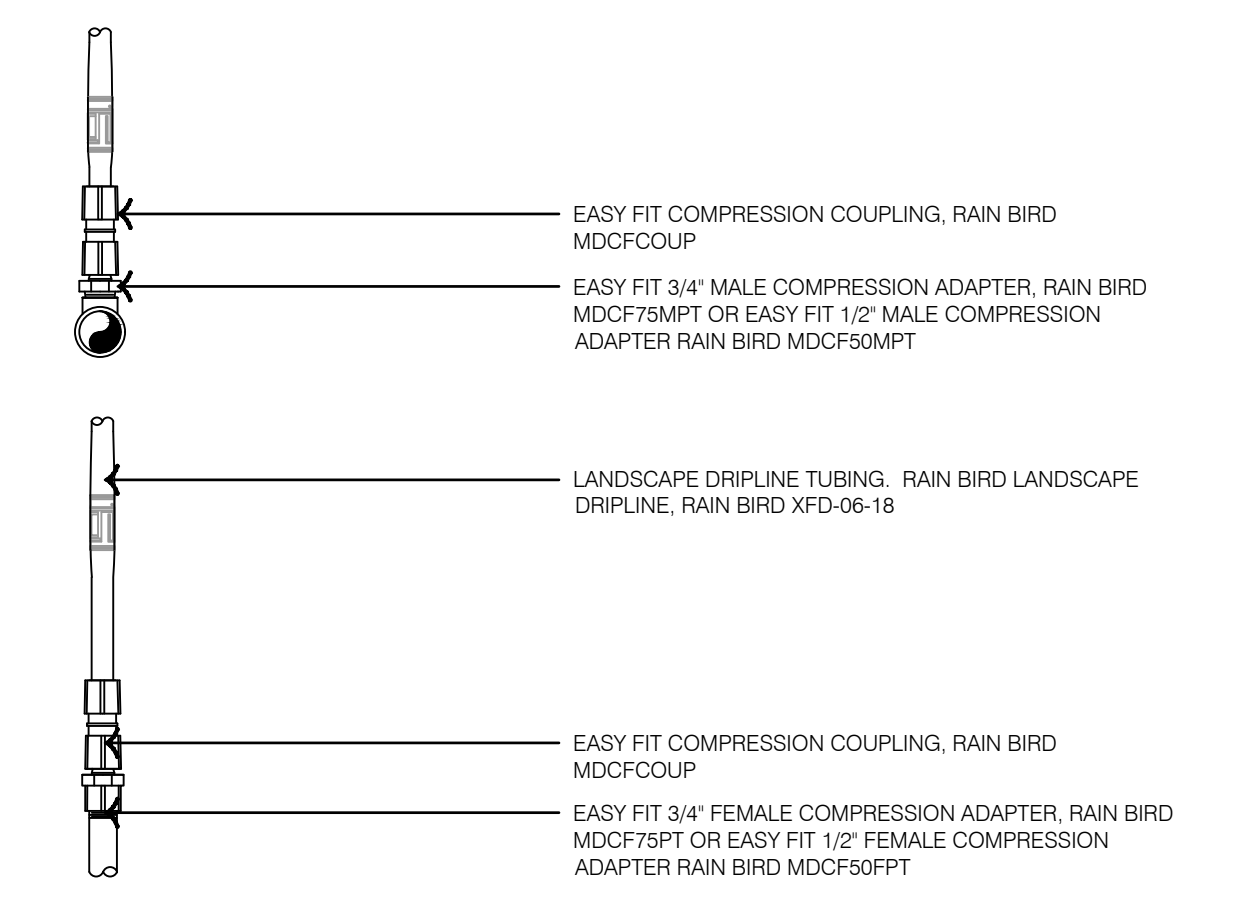 EASY FIT COMPRESSION COUPLING, RAIN BIRD
MDCFCOUP
EASY FIT 3/4" MALE COMPRESSION ADAPTER, RAIN BIRD
MDCF75MPT OR EASY FIT 1/2" MALE COMPRESSION
ADAPTER RAIN BIRD MDCF50MPT
LANDSCAPE DRIPLINE TUBING.  RAIN BIRD LANDSCAPE
DRIPLINE, RAIN BIRD XFD-06-18
EASY FIT COMPRESSION COUPLING, RAIN BIRD
MDCFCOUP
EASY FIT 3/4" FEMALE COMPRESSION ADAPTER, RAIN BIRD
MDCF75PT OR EASY FIT 1/2" FEMALE COMPRESSION
ADAPTER RAIN BIRD MDCF50FPT